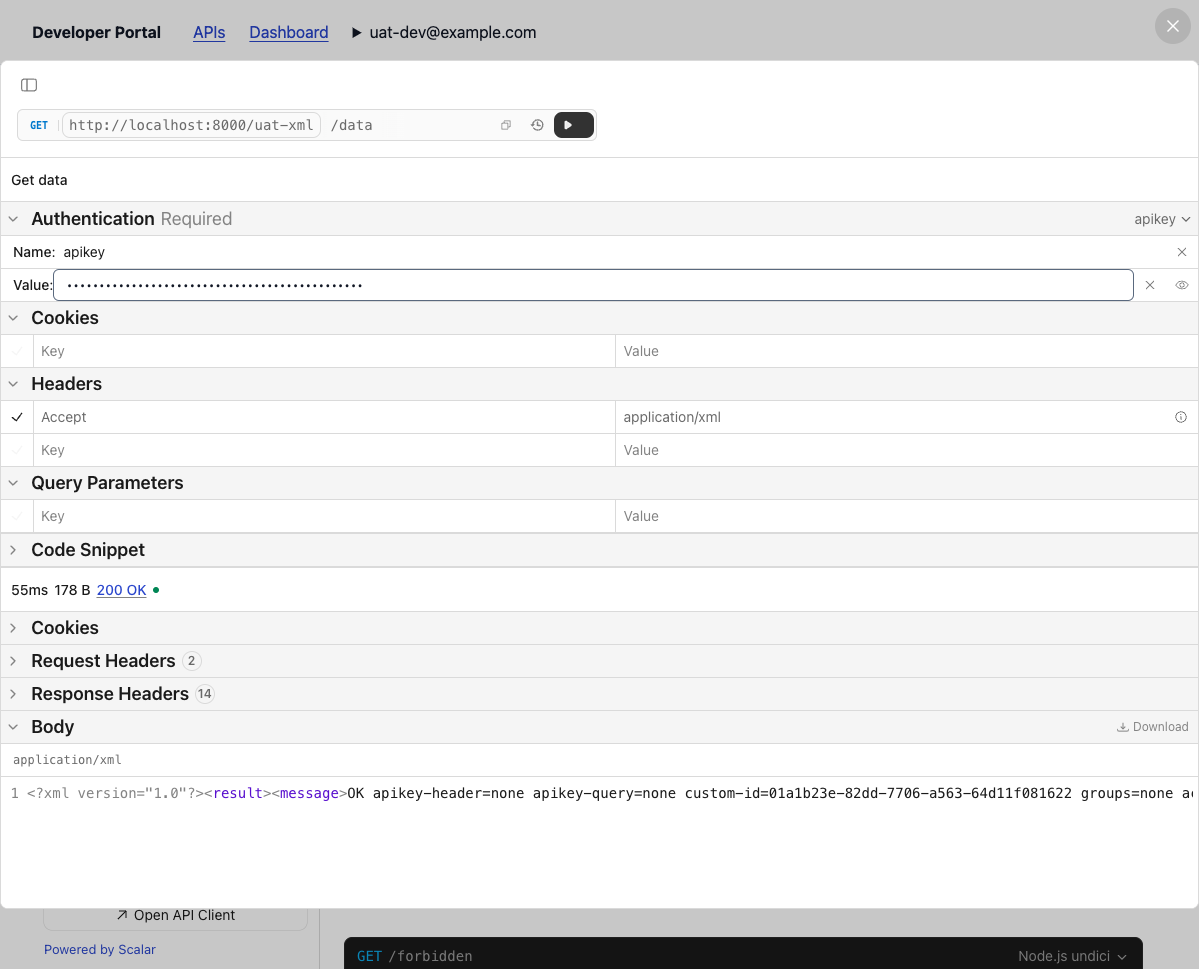 Developer Portal APIs Dashboard ▶ uat-dev@example.com
GET http://localhost:8000/uat-xml /data
Get data
Authentication Required apikey
Name: apikey
Value: ••••••••••••••••••••••••••••••••••••••••••••••
Cookies
Key Value
Headers
Accept application/xml
Key Value
Query Parameters
Key Value
Code Snippet
55ms 178 B 200 OK
Cookies
Request Headers 2
Response Headers 14
Body Download
application/xml
1 <?xml version="1.0"?><result><message>OK apikey-header=none apikey-query=none custom-id=01a1b23e-82dd-7706-a563-64d11f081622 groups=none
Open API Client
Powered by Scalar
GET /forbidden Node.js undici